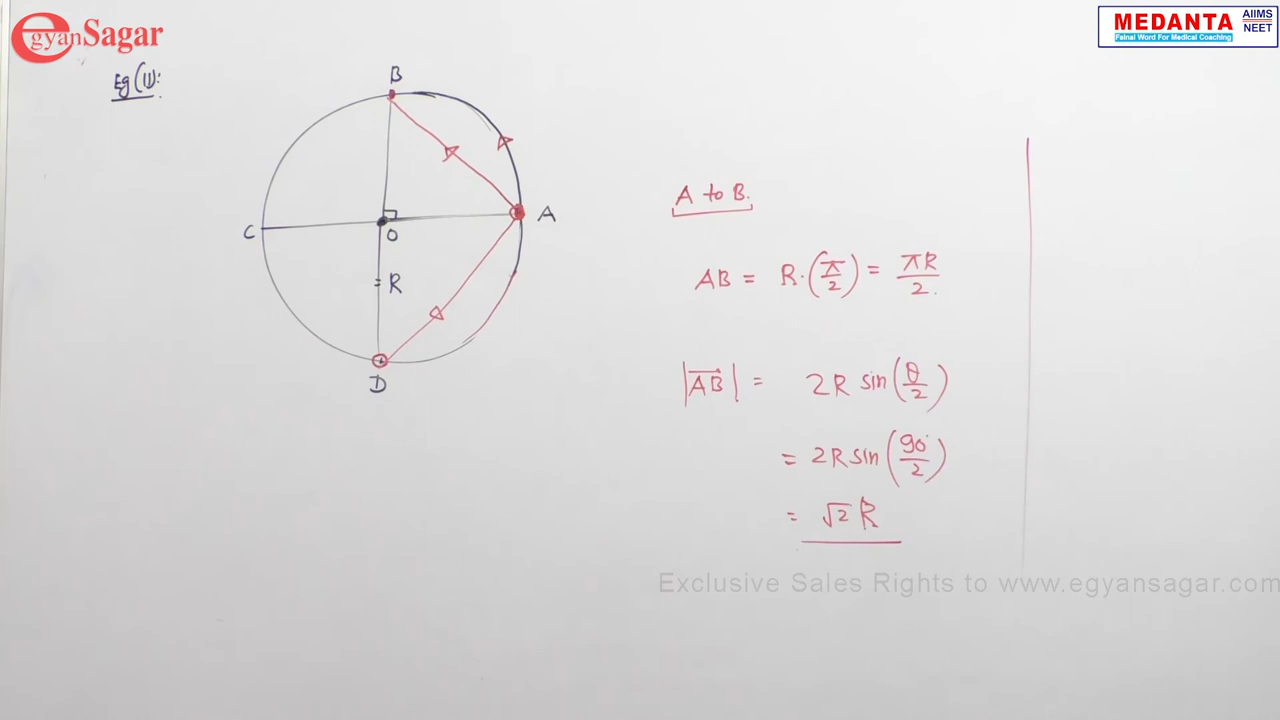 egyanSagar
MEDANTA
Fainal Word For Medical Coaching
AIIMS
NEET
Eg (11):
B
A
C
O
R
D
A to B.
AB = R·(π/2) = πR/2.
|AB| = 2R sin(θ/2)
= 2R sin(90°/2)
= √2 R
Exclusive Sales Rights to www.egyansagar.com